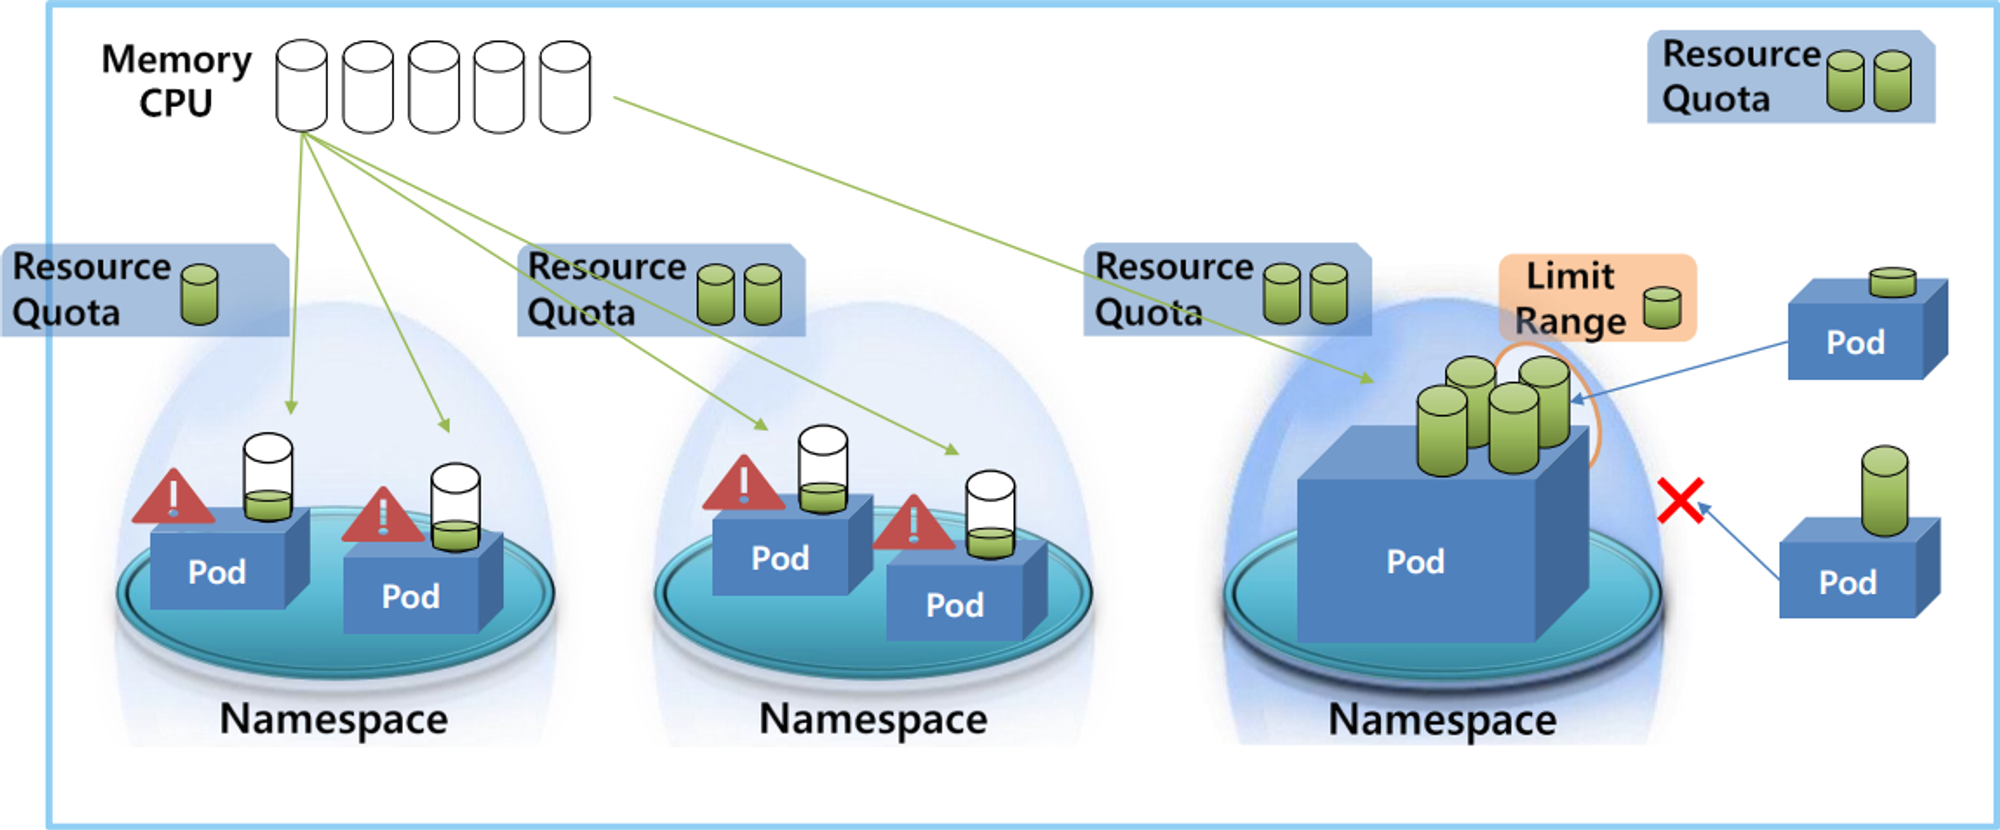 Memory
CPU
Resource
Quota
Resource
Quota
Resource
Quota
Resource
Quota
Limit
Range
Pod
Pod
Pod
Pod
Pod
Pod
Pod
Namespace
Namespace
Namespace